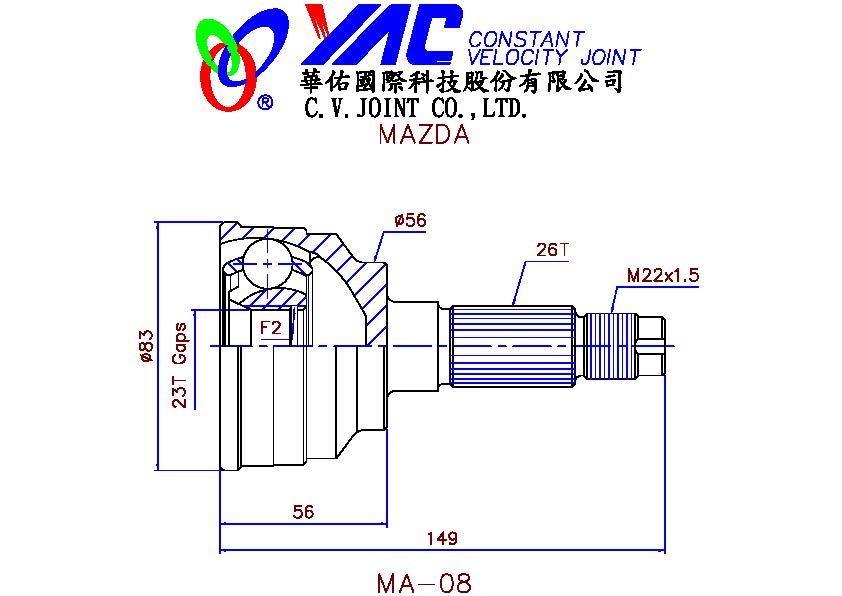 YAC CONSTANT
VELOCITY JOINT
®
華佑國際科技股份有限公司
C.V.JOINT CO.,LTD.
MAZDA
ø56
26T
M22x1.5
F2
ø83
23T Gaps
56
149
MA-08